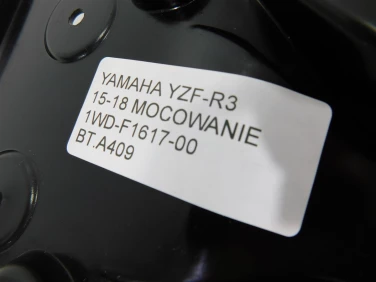 YAMAHA YZF-R3
15-18 MOCOWANIE
1WD-F1617-00
BT.A409